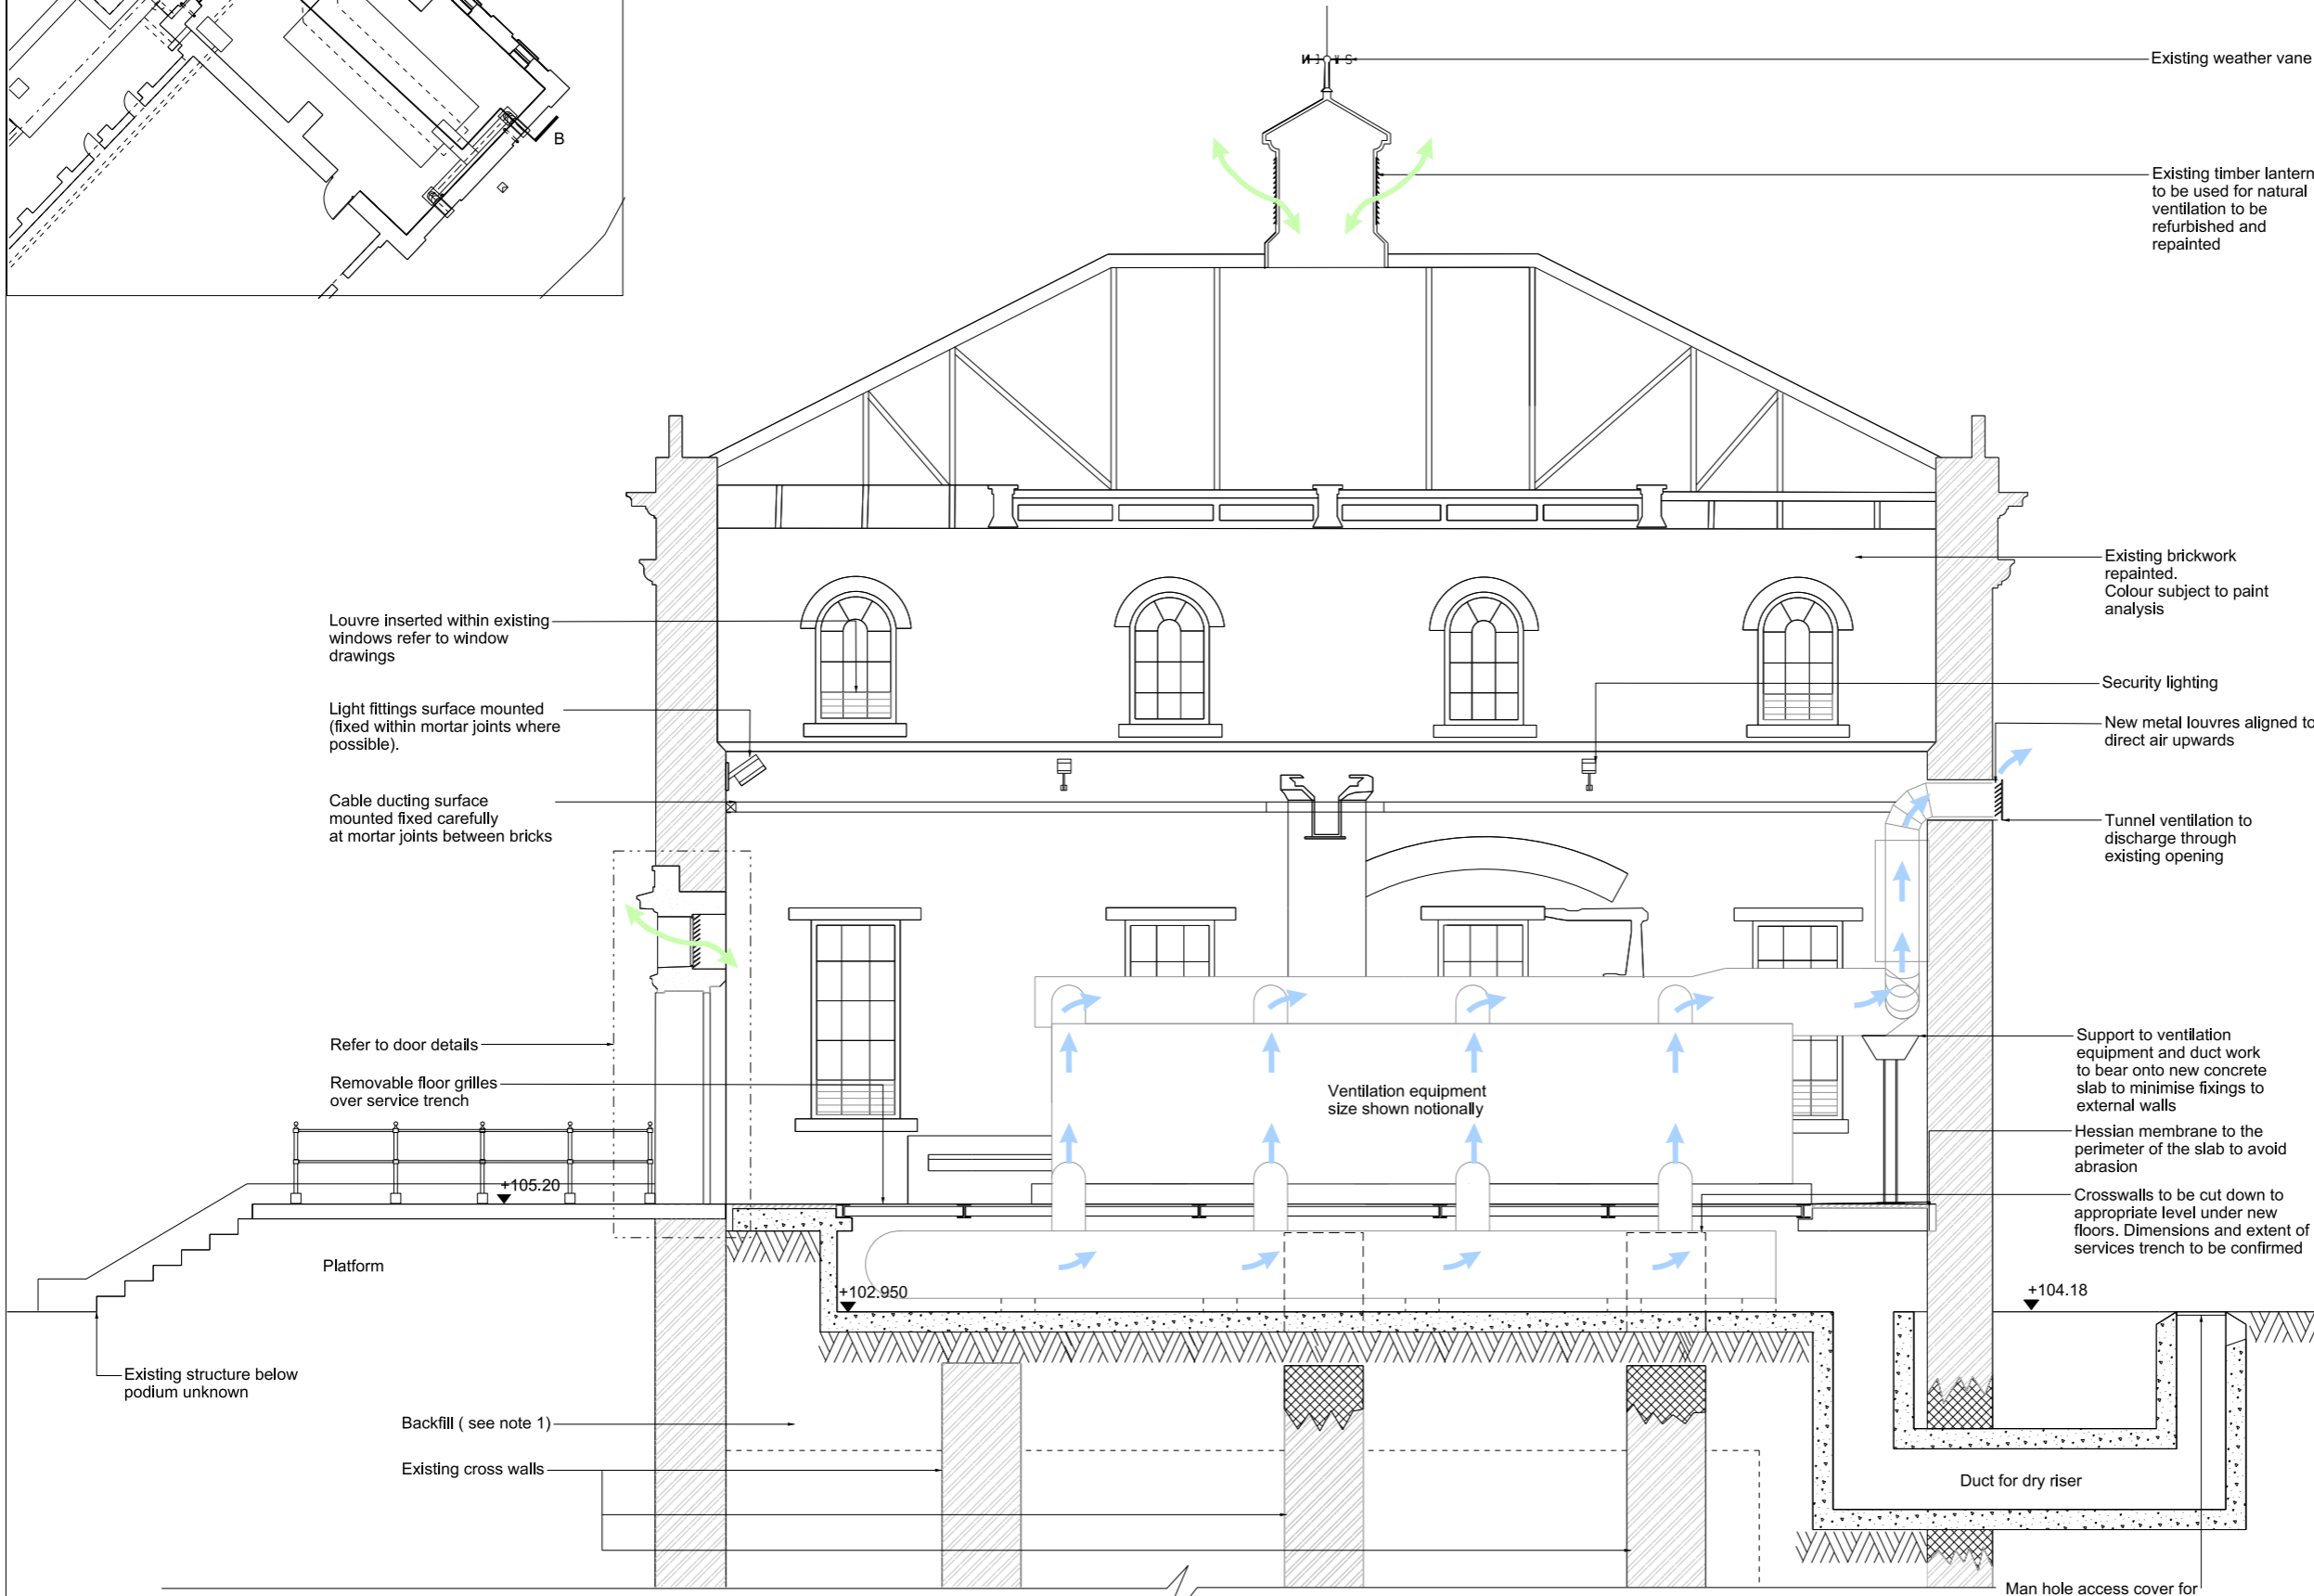 B
Existing weather vane
Existing timber lantern
to be used for natural
ventilation to be
refurbished and
repainted
Existing brickwork
repainted.
Colour subject to paint
analysis
Louvre inserted within existing
windows refer to window
drawings
Security lighting
Light fittings surface mounted
(fixed within mortar joints where
possible).
New metal louvres aligned to
direct air upwards
Cable ducting surface
mounted fixed carefully
at mortar joints between bricks
Tunnel ventilation to
discharge through
existing opening
Refer to door details
Removable floor grilles
over service trench
Ventilation equipment
size shown notionally
Support to ventilation
equipment and duct work
to bear onto new concrete
slab to minimise fixings to
external walls
Hessian membrane to the
perimeter of the slab to avoid
abrasion
+105.20
Crosswalls to be cut down to
appropriate level under new
floors. Dimensions and extent of
services trench to be confirmed
Platform
+102.950
+104.18
Existing structure below
podium unknown
Backfill ( see note 1)
Existing cross walls
Duct for dry riser
Man hole access cover for